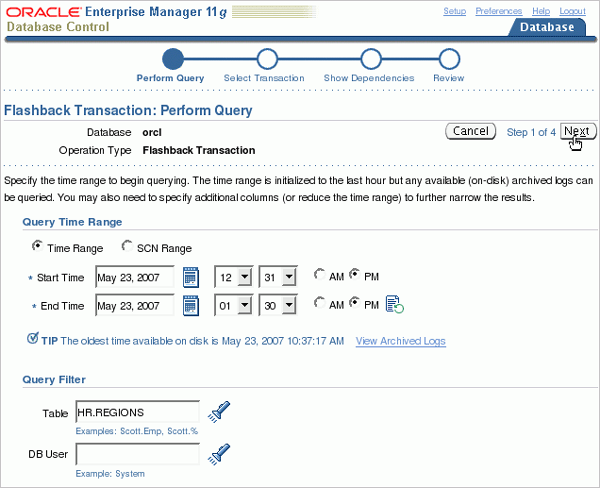 ORACLE Enterprise Manager 11g
Database Control
Setup Preferences Help Logout
Database
Perform Query Select Transaction Show Dependencies Review
Flashback Transaction: Perform Query
Database orcl
Operation Type Flashback Transaction
Cancel Step 1 of 4 Next
Specify the time range to begin querying. The time range is initialized to the last hour but any available (on-disk) archived logs can
be queried. You may also need to specify additional columns (or reduce the time range) to further narrow the results.
Query Time Range
Time Range SCN Range
* Start Time May 23, 2007 12 31 AM PM
* End Time May 23, 2007 01 30 AM PM
TIP The oldest time available on disk is May 23, 2007 10:37:17 AM View Archived Logs
Query Filter
Table HR.REGIONS
Examples: Scott.Emp, Scott.%
DB User
Example: System